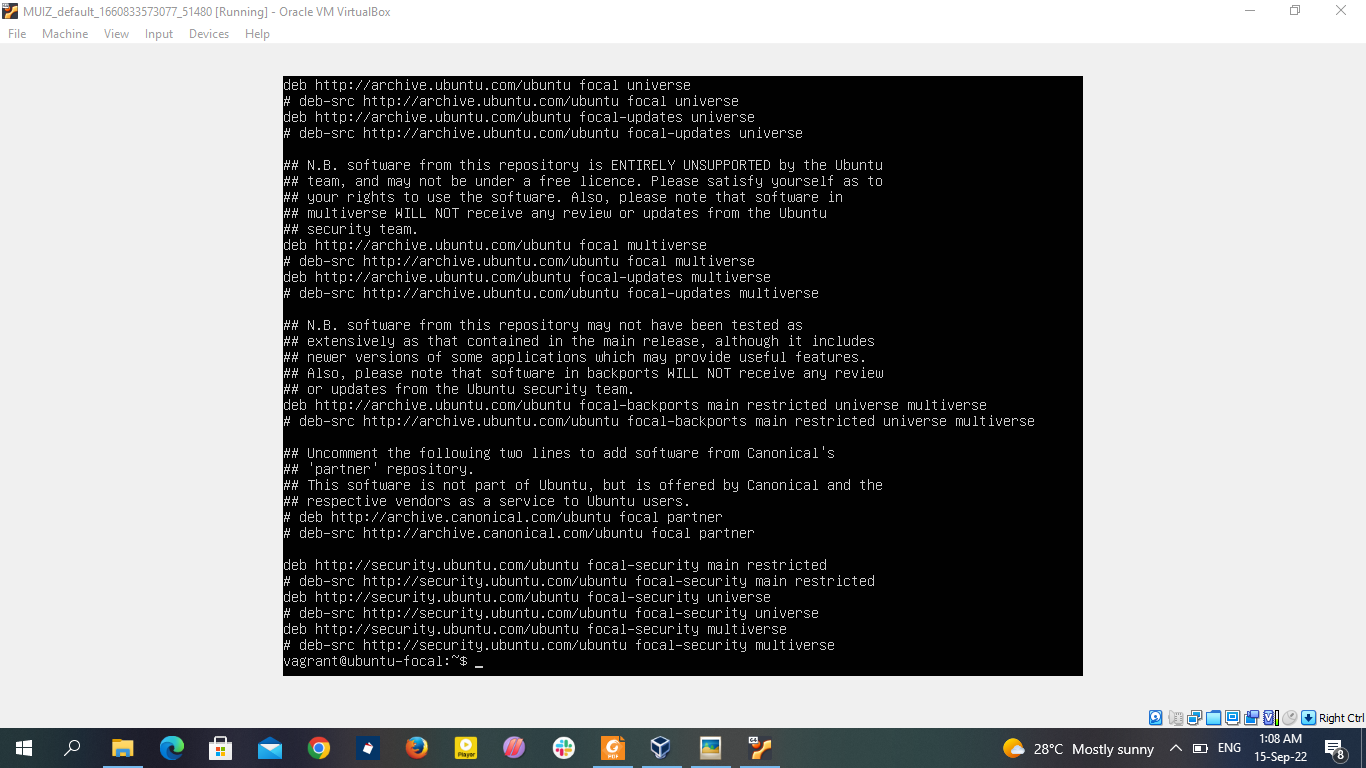 MUIZ_default_1660833573077_51480 [Running] - Oracle VM VirtualBox
File Machine View Input Devices Help
deb http://archive.ubuntu.com/ubuntu focal universe
# deb-src http://archive.ubuntu.com/ubuntu focal universe
deb http://archive.ubuntu.com/ubuntu focal-updates universe
# deb-src http://archive.ubuntu.com/ubuntu focal-updates universe
## N.B. software from this repository is ENTIRELY UNSUPPORTED by the Ubuntu
## team, and may not be under a free licence. Please satisfy yourself as to
## your rights to use the software. Also, please note that software in
## multiverse WILL NOT receive any review or updates from the Ubuntu
## security team.
deb http://archive.ubuntu.com/ubuntu focal multiverse
# deb-src http://archive.ubuntu.com/ubuntu focal multiverse
deb http://archive.ubuntu.com/ubuntu focal-updates multiverse
# deb-src http://archive.ubuntu.com/ubuntu focal-updates multiverse
## N.B. software from this repository may not have been tested as
## extensively as that contained in the main release, although it includes
## newer versions of some applications which may provide useful features.
## Also, please note that software in backports WILL NOT receive any review
## or updates from the Ubuntu security team.
deb http://archive.ubuntu.com/ubuntu focal-backports main restricted universe multiverse
# deb-src http://archive.ubuntu.com/ubuntu focal-backports main restricted universe multiverse
## Uncomment the following two lines to add software from Canonical's
## 'partner' repository.
## This software is not part of Ubuntu, but is offered by Canonical and the
## respective vendors as a service to Ubuntu users.
# deb http://archive.canonical.com/ubuntu focal partner
# deb-src http://archive.canonical.com/ubuntu focal partner
deb http://security.ubuntu.com/ubuntu focal-security main restricted
# deb-src http://security.ubuntu.com/ubuntu focal-security main restricted
deb http://security.ubuntu.com/ubuntu focal-security universe
# deb-src http://security.ubuntu.com/ubuntu focal-security universe
deb http://security.ubuntu.com/ubuntu focal-security multiverse
# deb-src http://security.ubuntu.com/ubuntu focal-security multiverse
vagrant@ubuntu-focal:~$ _
Right Ctrl
Player
PDF
64
28°C Mostly sunny
ENG
1:08 AM
15-Sep-22
8